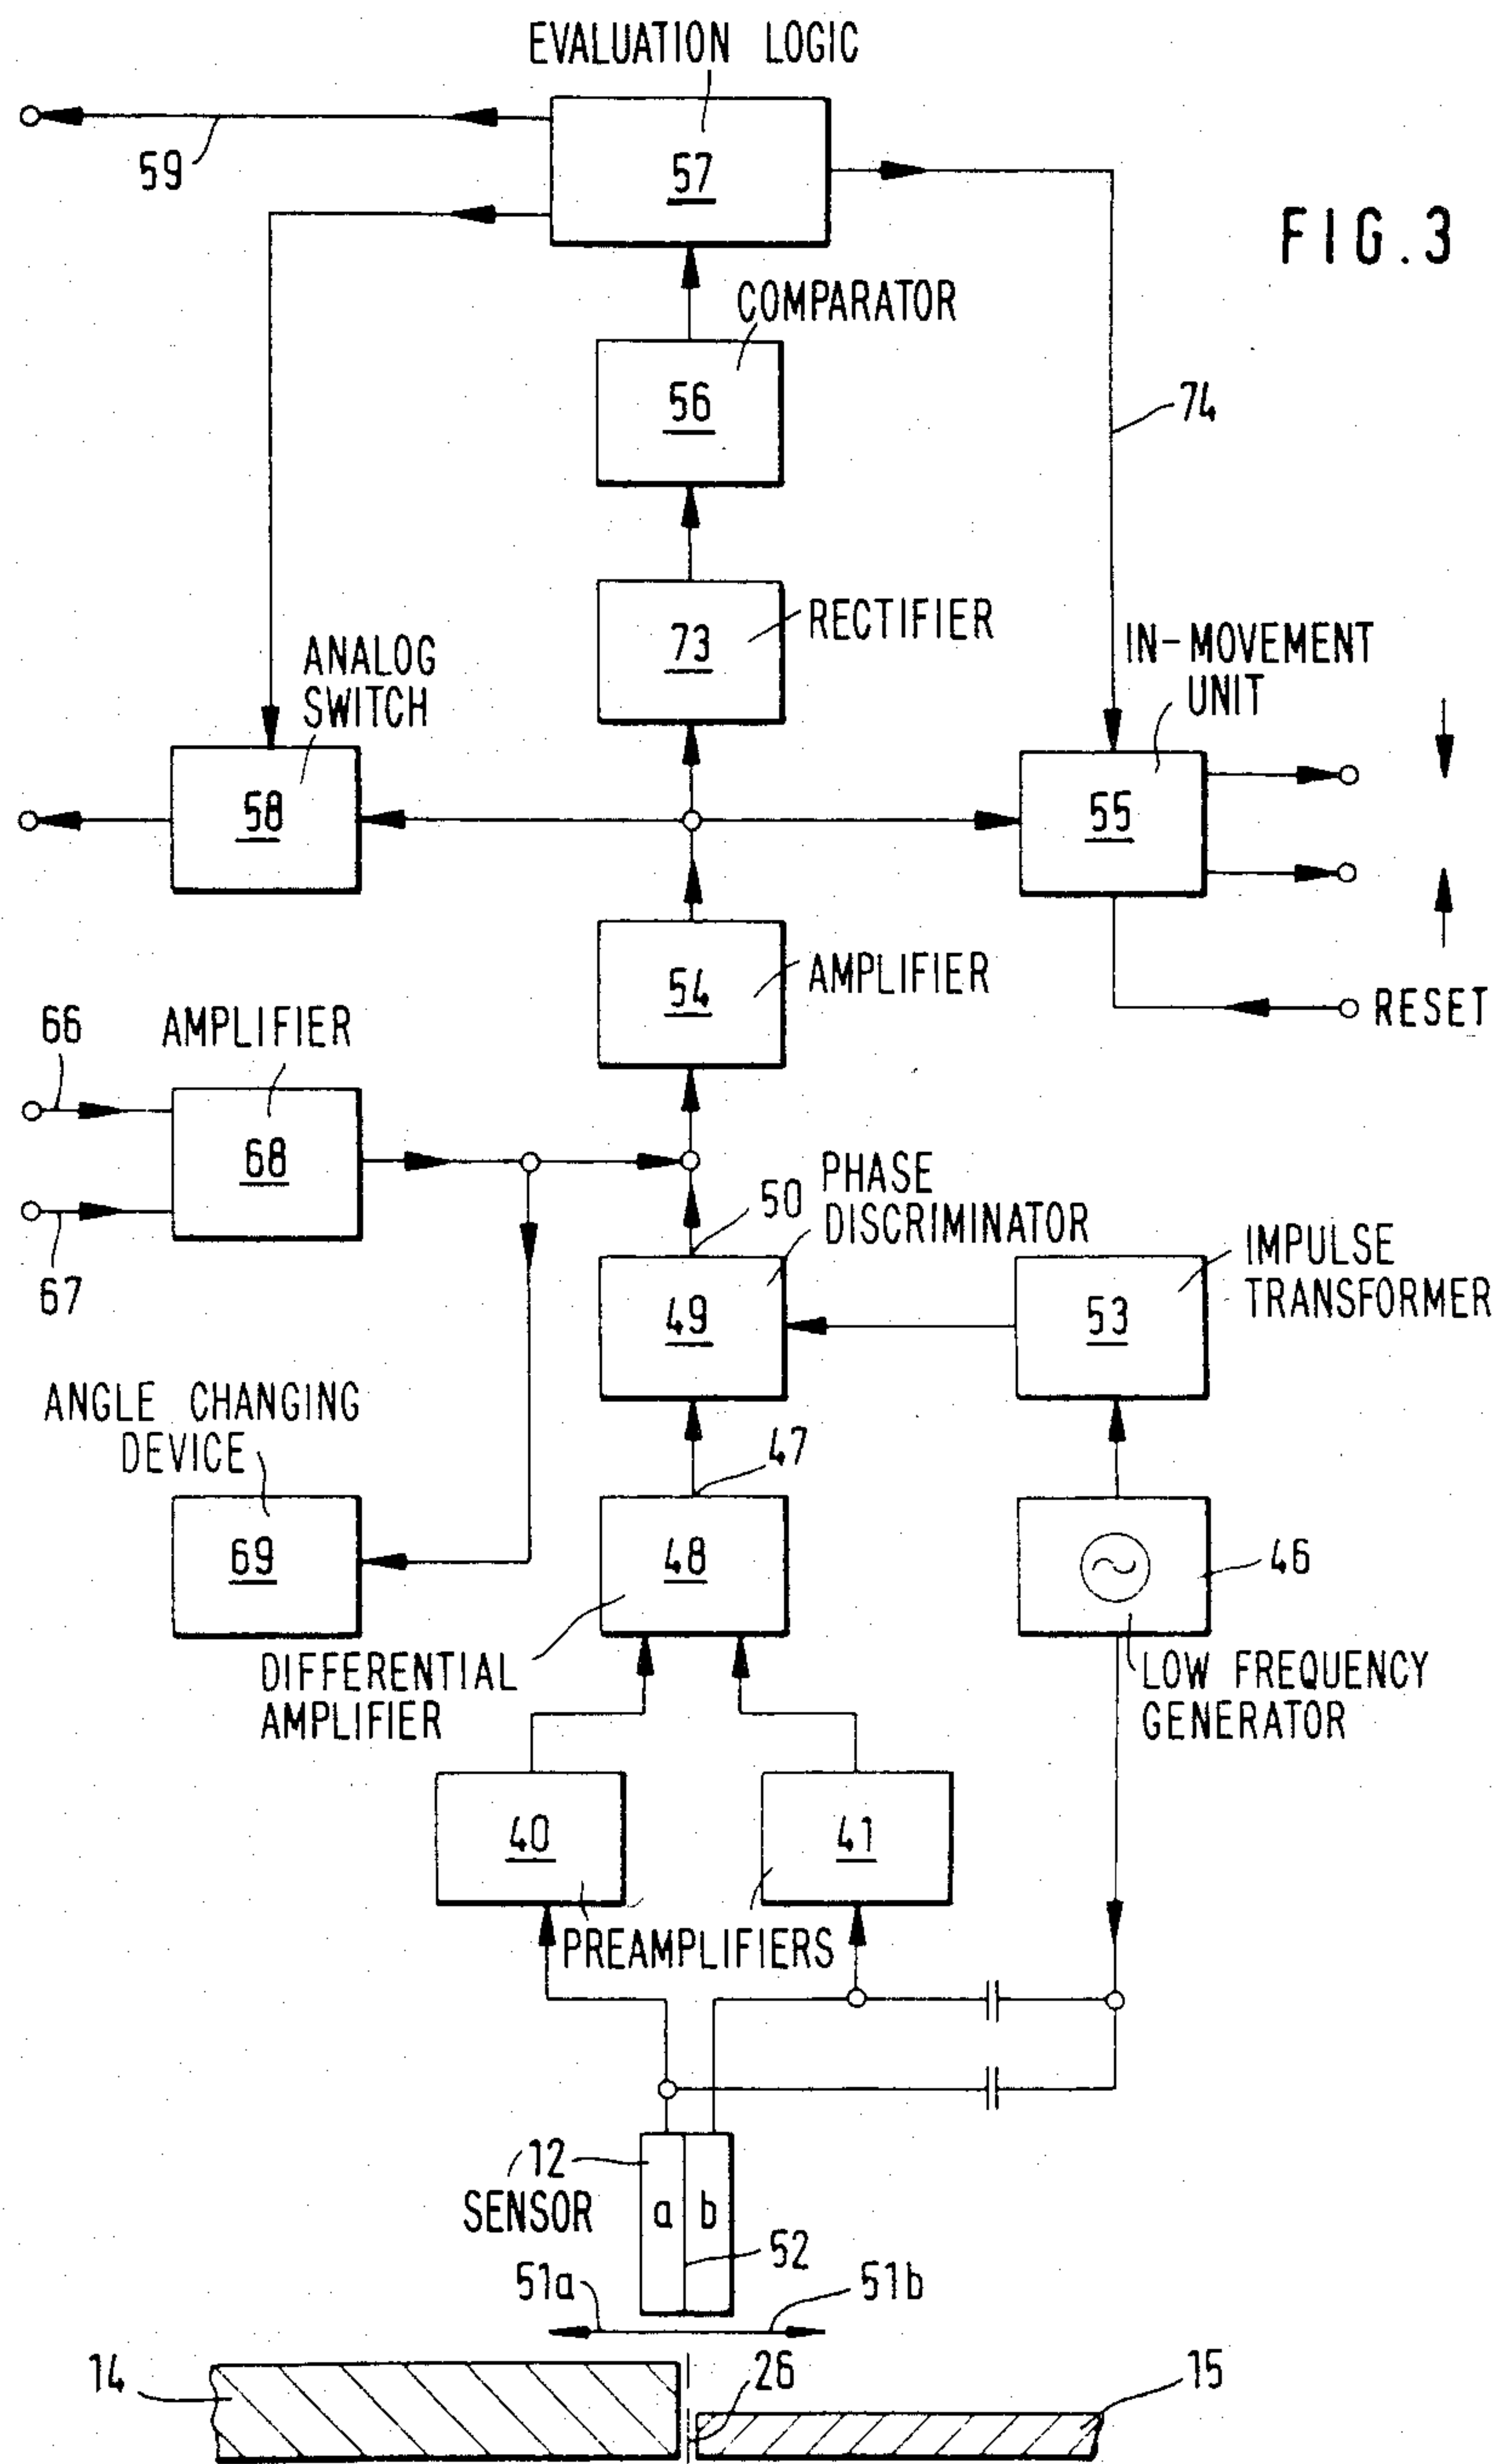 EVALUATION LOGIC
59
57
FIG. 3
COMPARATOR
56
74
73
RECTIFIER
ANALOG
SWITCH
IN-MOVEMENT
UNIT
58
55
54
AMPLIFIER
RESET
66
AMPLIFIER
68
67
50
PHASE
DISCRIMINATOR
49
IMPULSE
TRANSFORMER
53
ANGLE CHANGING
DEVICE
69
47
48
46
DIFFERENTIAL
AMPLIFIER
LOW FREQUENCY
GENERATOR
40
41
PREAMPLIFIERS
12
SENSOR
a
b
52
51a
51b
14
26
15